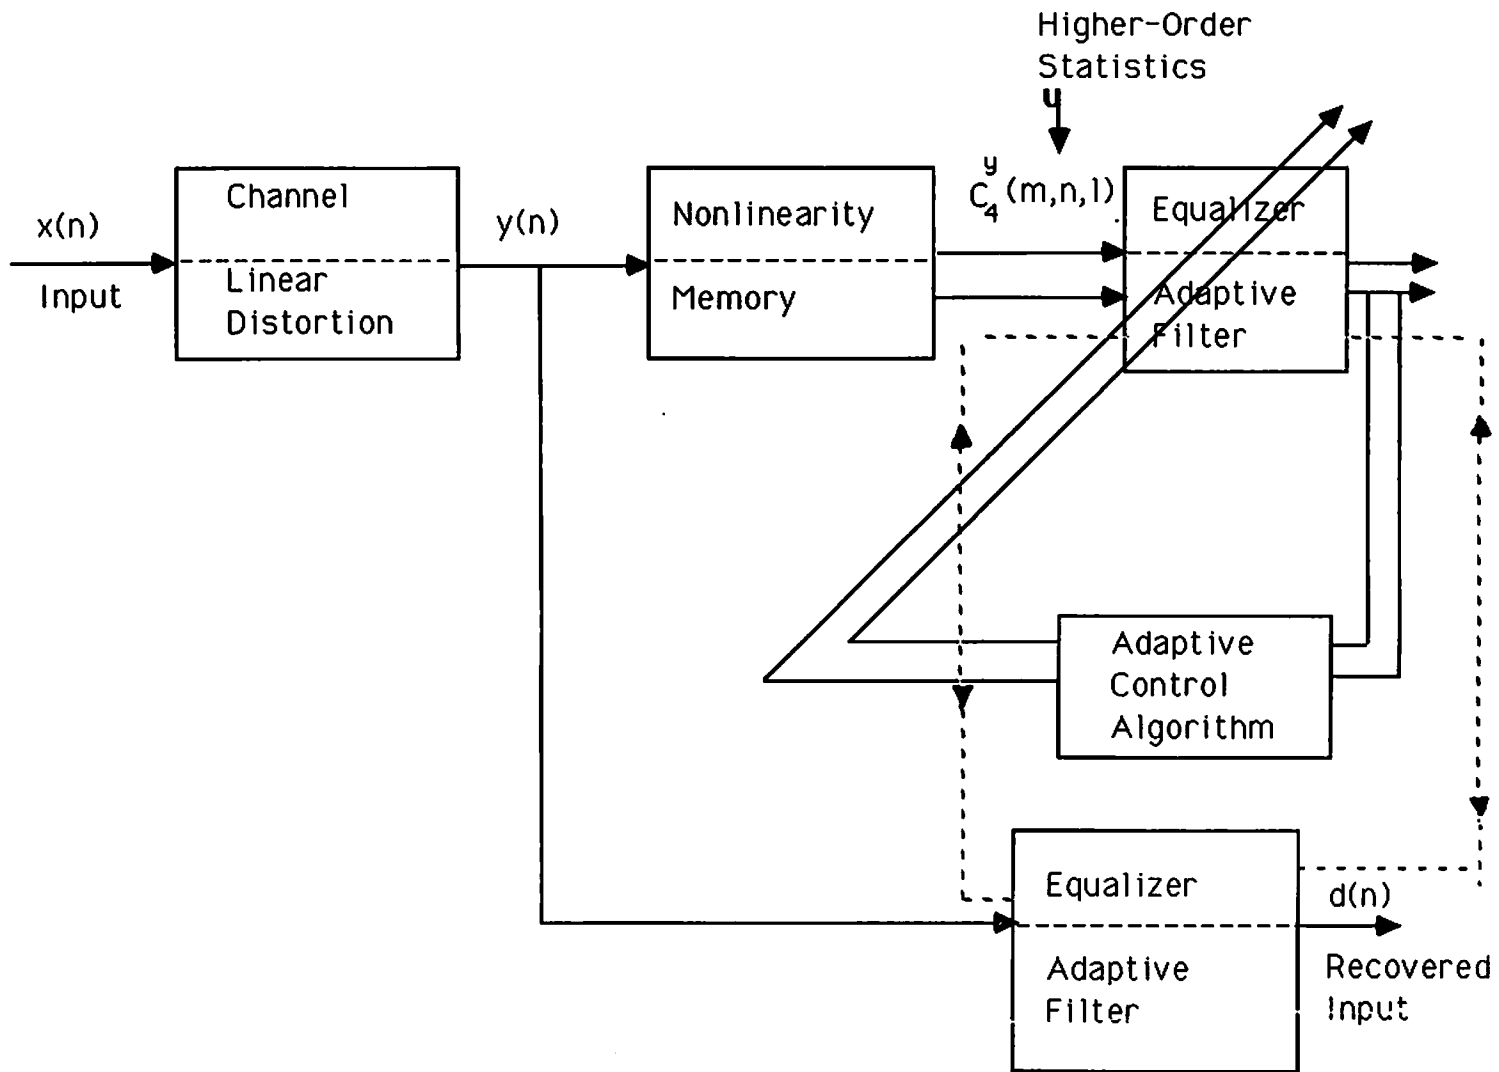 Higher-Order
Statistics
x(n)
Input
Channel
Linear
Distortion
y(n)
Nonlinearity
Memory
C₄ʸ(m,n,l)
Equalizer
Adaptive
Filter
Adaptive
Control
Algorithm
Equalizer
Adaptive
Filter
d(n)
Recovered
Input